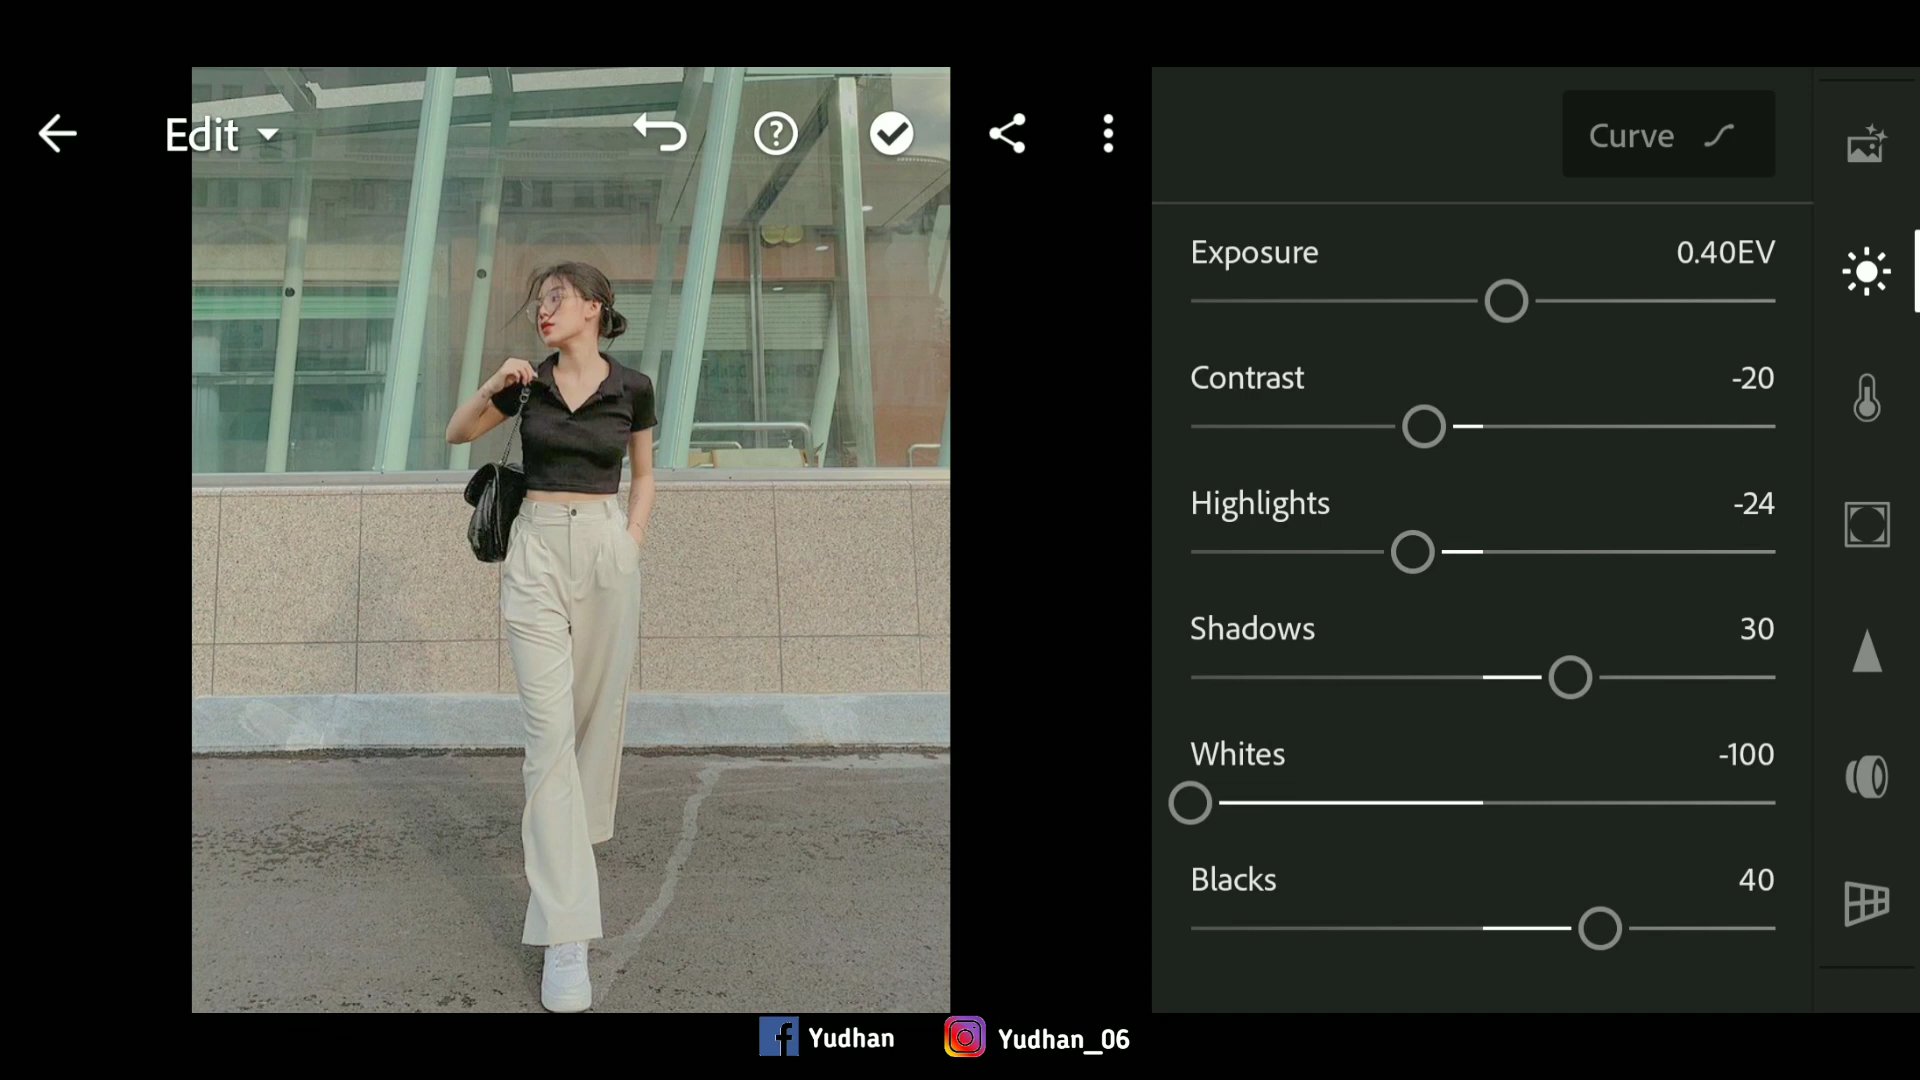 Edit
Curve
Exposure 0.40EV
Contrast -20
Highlights -24
Shadows 30
Whites -100
Blacks 40
Yudhan Yudhan_06